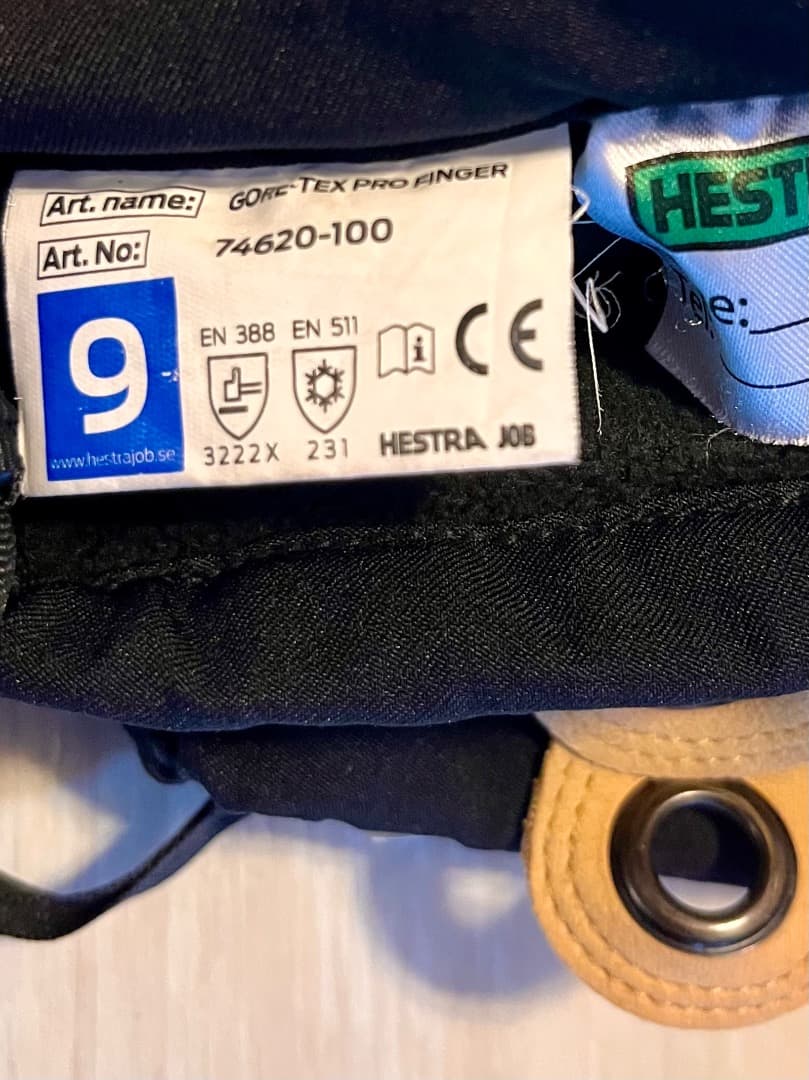 Art. name: GORE-TEX PRO FINGER
Art. No: 74620-100
9
www.hestrajob.se
EN 388 EN 511
i CE
3222X 231 HESTRA JOB
HEST